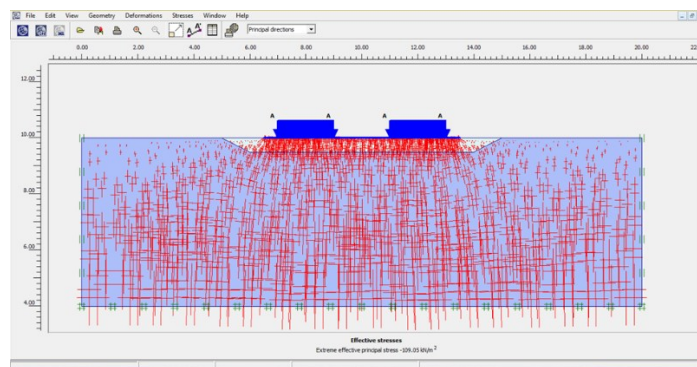 File Edit View Geometry Deformations Stresses Window Help
Principal directions
0.00 2.00 4.00 6.00 8.00 10.00 12.00 14.00 16.00 18.00 20.00 22.0
12.00
A A A A
10.00
8.00
6.00
4.00
Effective stresses
Extreme effective principal stress -109.05 kN/m 2